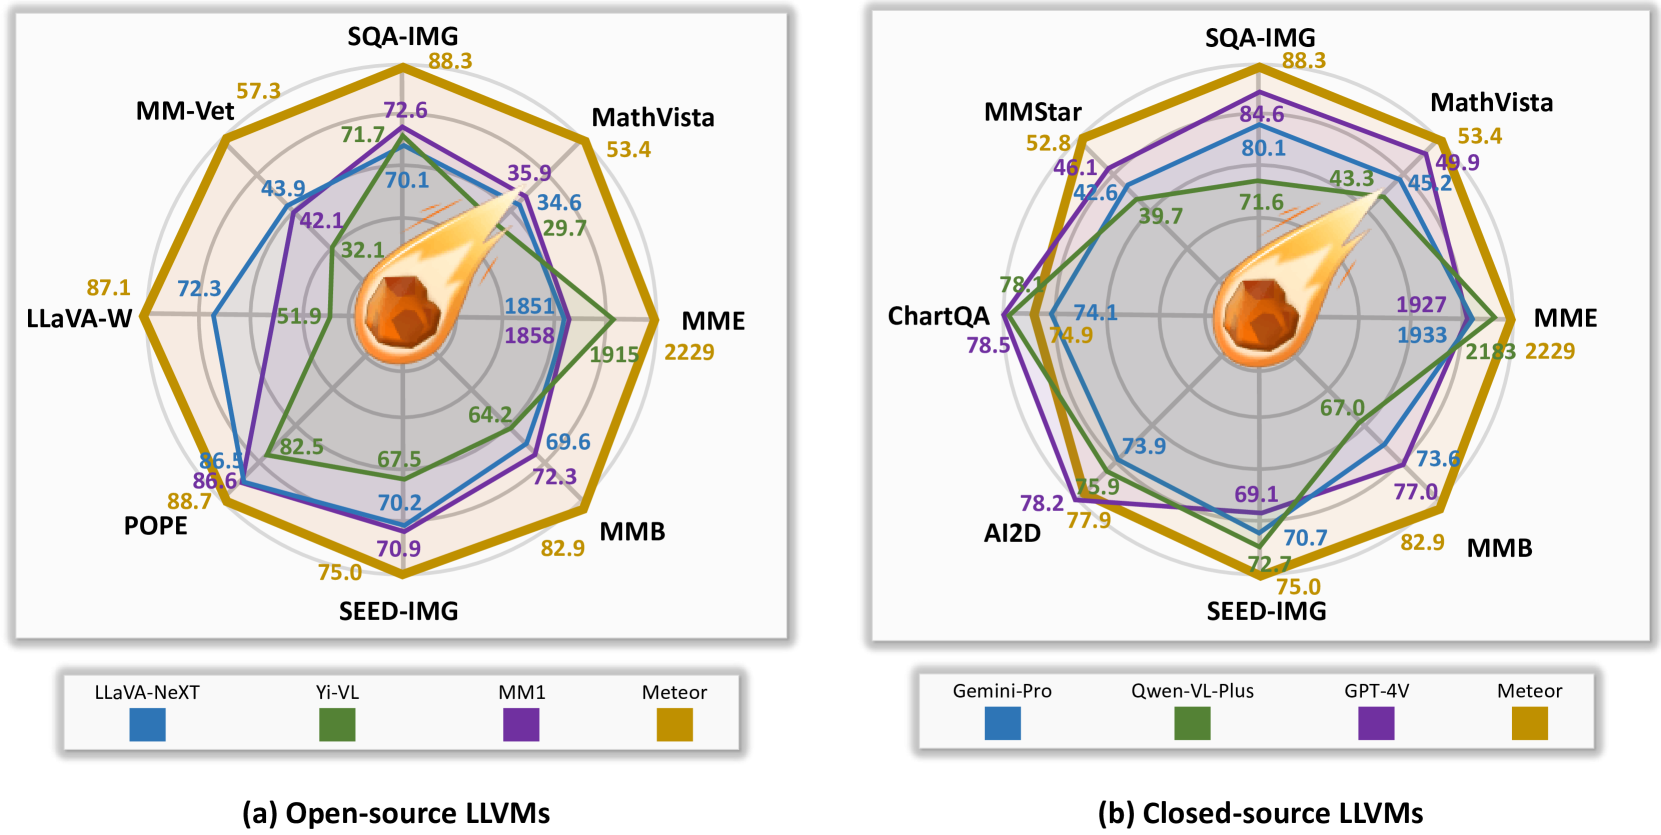 SQA-IMG
88.3
57.3
MM-Vet
72.6
71.7
MathVista
53.4
70.1
35.9
43.9
34.6
42.1
29.7
32.1
87.1
72.3
LLaVA-W
51.9
1851
1858
MME
1915
2229
64.2
82.5
67.5
69.6
86.5
86.6
72.3
88.7
70.2
POPE
70.9
MMB
82.9
75.0
SEED-IMG
LLaVA-NeXT
Yi-VL
MM1
Meteor
(a) Open-source LLVMs
SQA-IMG
88.3
MMStar
84.6
MathVista
52.8
80.1
53.4
46.1
49.9
42.6
43.3
45.2
39.7
71.6
78.1
ChartQA
74.1
1927
MME
78.5
74.9
1933
2183
2229
67.0
73.9
73.6
75.9
69.1
77.0
78.2
77.9
AI2D
70.7
82.9
MMB
72.7
75.0
SEED-IMG
Gemini-Pro
Qwen-VL-Plus
GPT-4V
Meteor
(b) Closed-source LLVMs